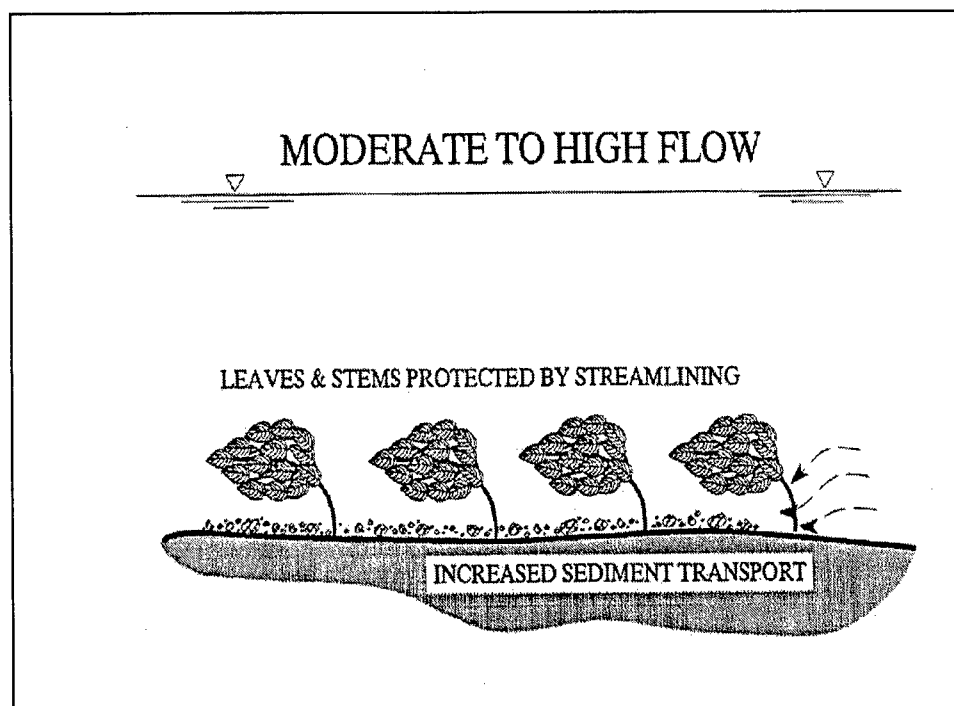 MODERATE TO HIGH FLOW
LEAVES & STEMS PROTECTED BY STREAMLINING
INCREASED SEDIMENT TRANSPORT